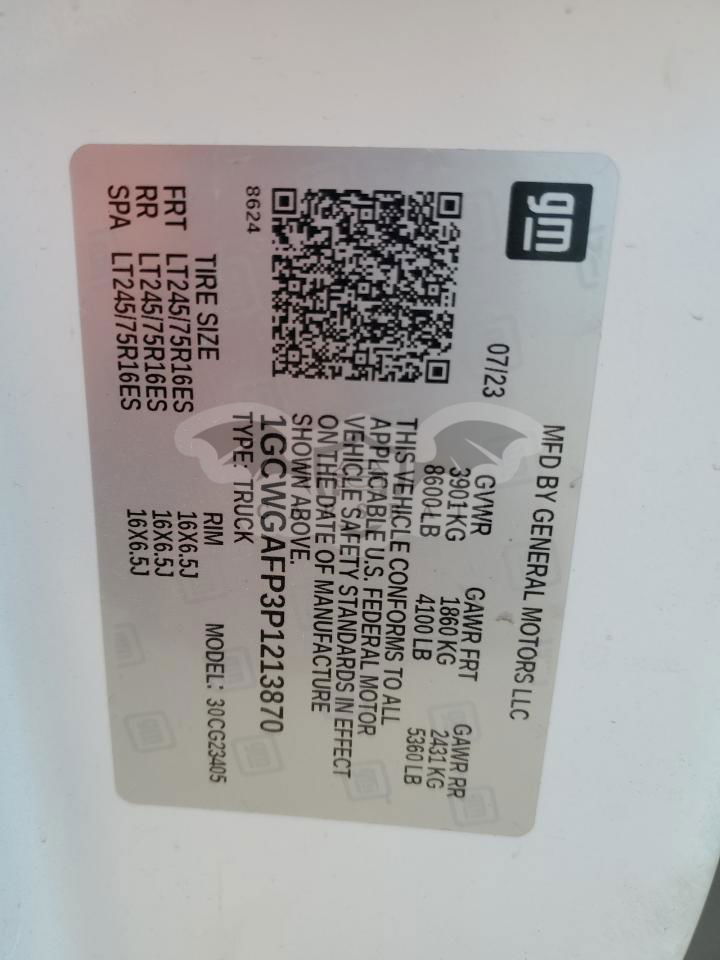 gm
MFD BY GENERAL MOTORS LLC
07/23 GVWR GAWR FRT GAWR RR
3901 KG 1860 KG 2431 KG
8600 LB 4100 LB 5360 LB
THIS VEHICLE CONFORMS TO ALL
APPLICABLE U.S. FEDERAL MOTOR
VEHICLE SAFETY STANDARDS IN EFFECT
ON THE DATE OF MANUFACTURE
SHOWN ABOVE.
8624 1GCWGAFP3P1213870
TYPE: TRUCK MODEL: 30CG23405
TIRE SIZE RIM
FRT LT245/75R16ES 16X6.5J
RR LT245/75R16ES 16X6.5J
SPA LT245/75R16ES 16X6.5J